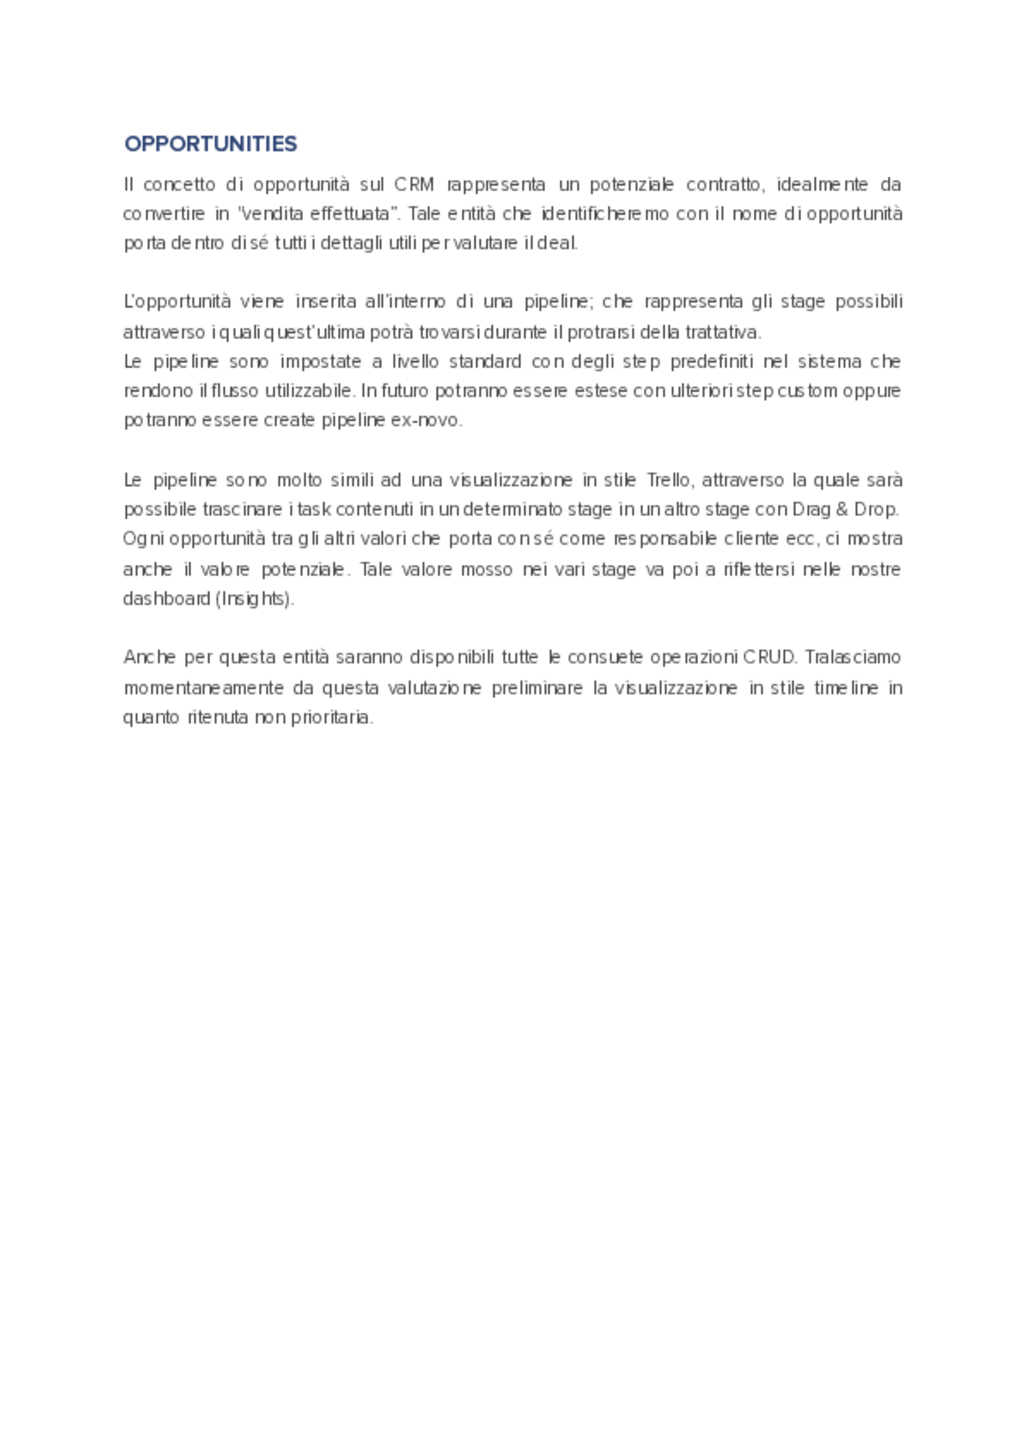 OPPORTUNITIES
Il concetto di opportunità sul CRM rappresenta un potenziale contratto, idealmente da
convertire in "vendita effettuata". Tale entità che identificheremo con il nome di opportunità
porta dentro di sé tutti i dettagli utili per valutare il deal.
L'opportunità viene inserita all'interno di una pipeline; che rappresenta gli stage possibili
attraverso i quali quest'ultima potrà trovarsi durante il protrarsi della trattativa.
Le pipeline sono impostate a livello standard con degli step predefiniti nel sistema che
rendono il flusso utilizzabile. In futuro potranno essere estese con ulteriori step custom oppure
potranno essere create pipeline ex-novo.
Le pipeline sono molto simili ad una visualizzazione in stile Trello, attraverso la quale sarà
possibile trascinare i task contenuti in un determinato stage in un altro stage con Drag & Drop.
Ogni opportunità tra gli altri valori che porta con sé come responsabile cliente ecc, ci mostra
anche il valore potenziale. Tale valore mosso nei vari stage va poi a riflettersi nelle nostre
dashboard (Insights).
Anche per questa entità saranno disponibili tutte le consuete operazioni CRUD. Tralasciamo
momentaneamente da questa valutazione preliminare la visualizzazione in stile timeline in
quanto ritenuta non prioritaria.